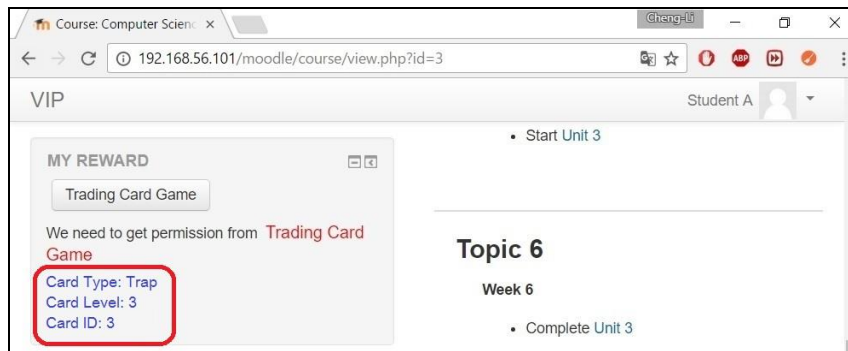 Course: Computer Scienc
Cheng-Li
192.168.56.101/moodle/course/view.php?id=3
ABP
VIP
Student A
MY REWARD
Trading Card Game
We need to get permission from Trading Card
Game
Card Type: Trap
Card Level: 3
Card ID: 3
Start Unit 3
Topic 6
Week 6
Complete Unit 3